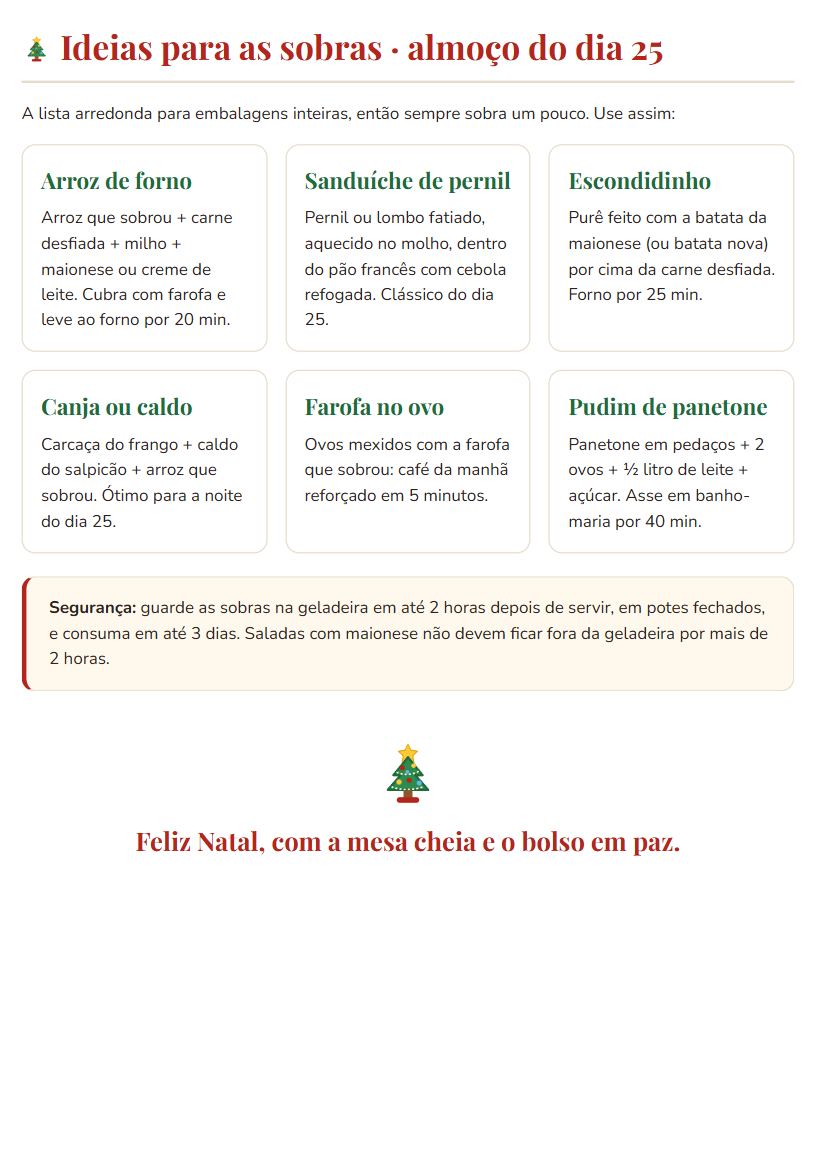 Ideias para as sobras · almoço do dia 25
A lista arredonda para embalagens inteiras, então sempre sobra um pouco. Use assim:
Arroz de forno
Arroz que sobrou + carne
desfiada + milho +
maionese ou creme de
leite. Cubra com farofa e
leve ao forno por 20 min.
Sanduíche de pernil
Pernil ou lombo fatiado,
aquecido no molho, dentro
do pão francês com cebola
refogada. Clássico do dia
25.
Escondidinho
Purê feito com a batata da
maionese (ou batata nova)
por cima da carne desfiada.
Forno por 25 min.
Canja ou caldo
Carcaça do frango + caldo
do salpicão + arroz que
sobrou. Ótimo para a noite
do dia 25.
Farofa no ovo
Ovos mexidos com a farofa
que sobrou: café da manhã
reforçado em 5 minutos.
Pudim de panetone
Panetone em pedaços + 2
ovos + ½ litro de leite +
açúcar. Asse em banho-
maria por 40 min.
Segurança: guarde as sobras na geladeira em até 2 horas depois de servir, em potes fechados,
e consuma em até 3 dias. Saladas com maionese não devem ficar fora da geladeira por mais de
2 horas.
Feliz Natal, com a mesa cheia e o bolso em paz.